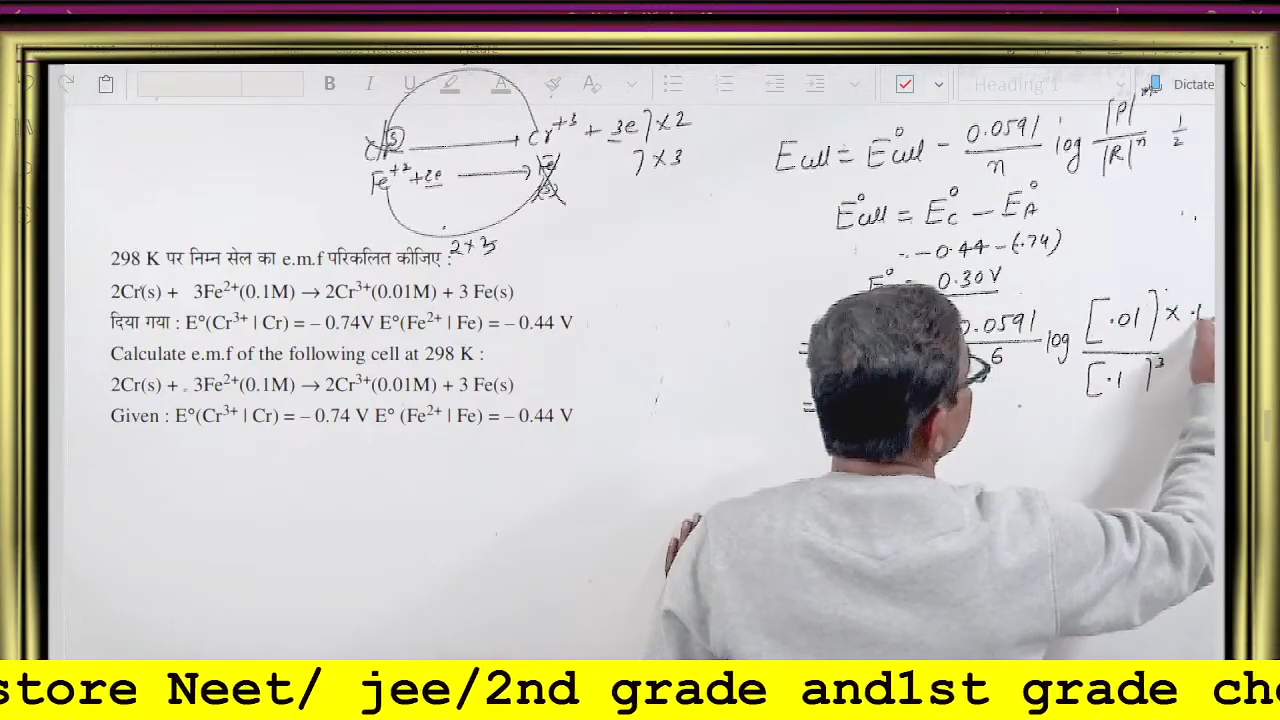 B I U Heading 1 Dictate
Cr(s) → Cr+3 + 3e] x 2
Fe+2 + 2e → Fe(s) ] x 3
2 x 3
298 K पर निम्न सेल का e.m.f परिकलित कीजिए :
2Cr(s) + 3Fe²⁺(0.1M) → 2Cr³⁺(0.01M) + 3 Fe(s)
दिया गया : E°(Cr³⁺ | Cr) = – 0.74V E°(Fe²⁺ | Fe) = – 0.44 V
Calculate e.m.f of the following cell at 298 K :
2Cr(s) + 3Fe²⁺(0.1M) → 2Cr³⁺(0.01M) + 3 Fe(s)
Given : E°(Cr³⁺ | Cr) = – 0.74 V E° (Fe²⁺ | Fe) = – 0.44 V
Ecell = E°cell - 0.0591/n log [P]/[R]ⁿ 1/2
E°cell = E°C - E°A
- 0.44 - (.74)
E° = 0.30V
0.0591/6 log [.01] x .1/[.1]³
=
store Neet/ jee/2nd grade and1st grade che